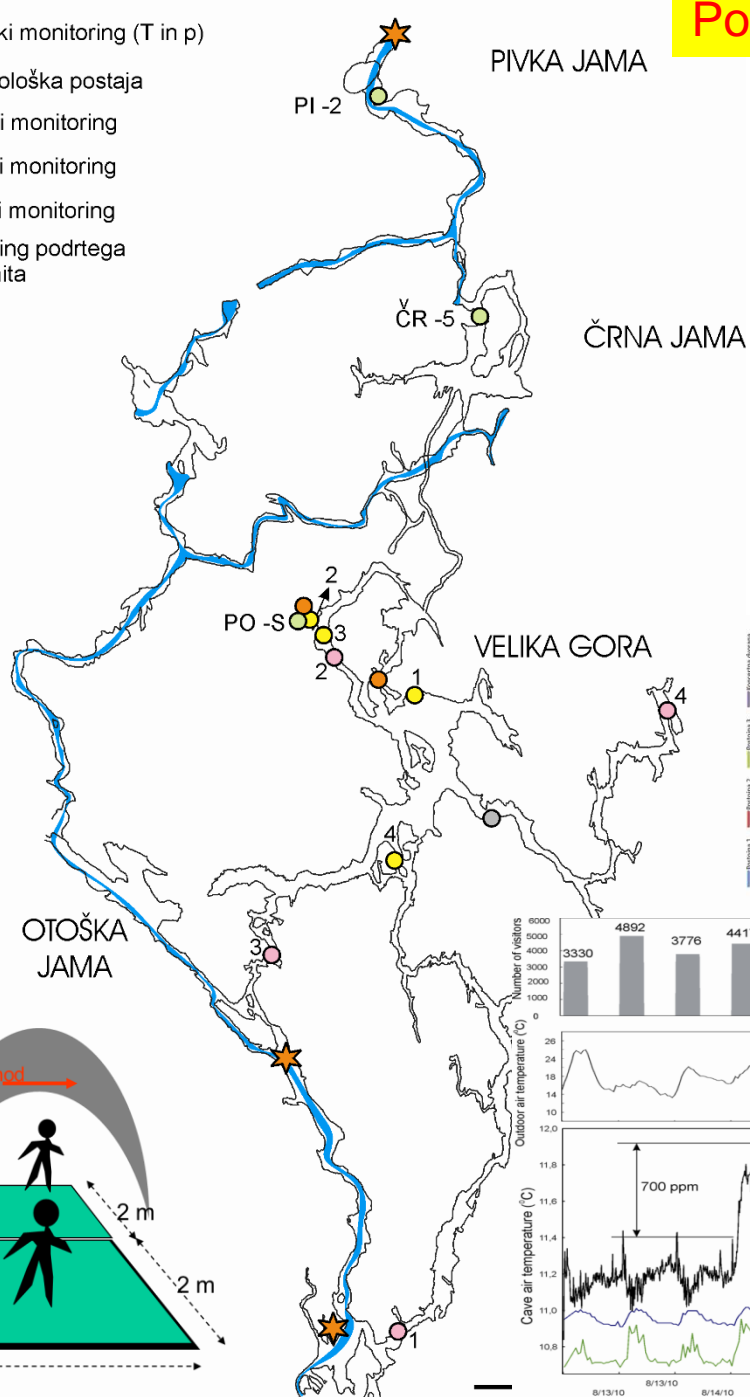 ki monitoring (T in p)
Po
PIVKA JAMA
ološka postaja
PI -2
i monitoring
i monitoring
i monitoring
ing podrtega
ita
ČR -5
ČRNA JAMA
2
PO -S
3
2
VELIKA GORA
1
4
4
OTOŠKA
JAMA
3
Number of visitors
6000
5000
4000
3000
2000
1000
0
3330
4892
3776
4417
Outdoor air temperature (°C)
26
24
18
14
10
hod
2 m
2 m
Cave air temperature (°C)
12,0
11,8
11,6
11,4
11,2
11,0
10,8
700 ppm
1
8/13/10
8/13/10
8/14/10